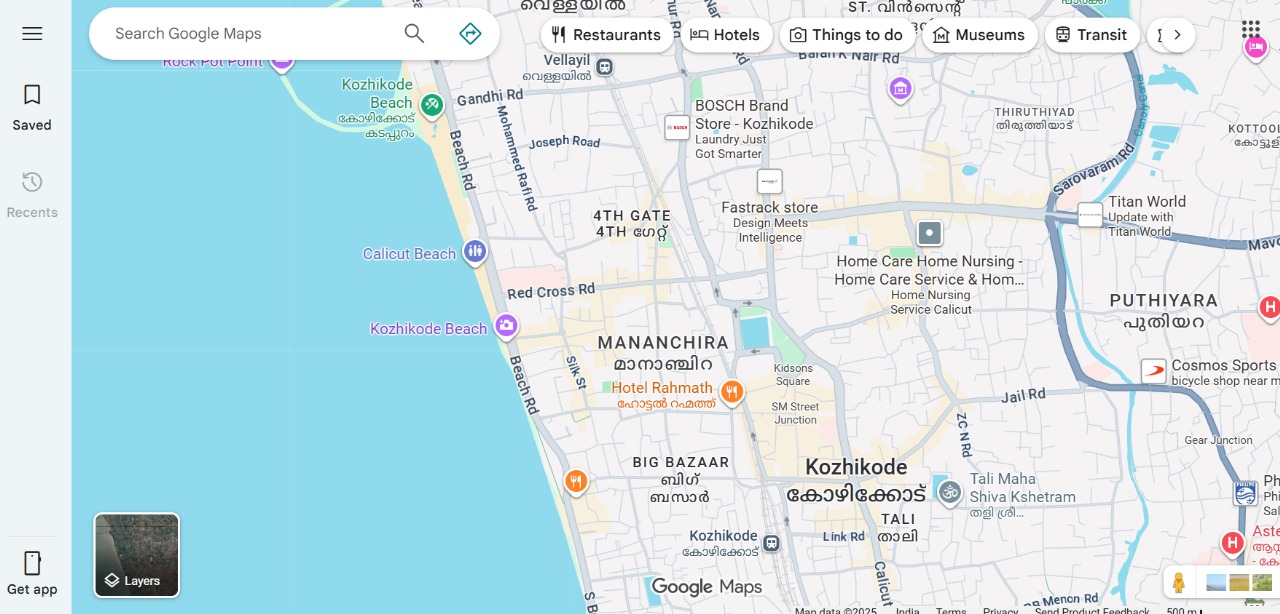 Search Google Maps
Restaurants
Hotels
Things to do
Museums
Transit
Saved
Recents
Get app
Layers
വെള്ളയിൽ
ST. വിൻസെന്റ്
Rock Pot Point
Vellayil
വെള്ളയിൽ
Balan K Nair Rd
Kozhikode
Beach
കോഴിക്കോട്
കടപ്പുറം
Gandhi Rd
Mohammed Rafi Rd
Joseph Road
Beach Rd
BOSCH Brand
Store - Kozhikode
Laundry Just
Got Smarter
THIRUTHIYAD
തിരുത്തിയാട്
Canoly Canal
Sarovaram Rd
Fastrack store
Design Meets
Intelligence
4TH GATE
4TH ഗേറ്റ്
Titan World
Update with
Titan World
Calicut Beach
Home Care Home Nursing -
Home Care Service & Hom...
Home Nursing
Service Calicut
Red Cross Rd
PUTHIYARA
പുതിയറ
Kozhikode Beach
MANANCHIRA
മാനാഞ്ചിറ
Beach Rd
Silk St
Kidsons
Square
Cosmos Sports
bicycle shop near m
Hotel Rahmath
ഹോട്ടൽ റഹ്മത്ത്
SM Street
Junction
Jail Rd
ZC N Rd
Gear Junction
BIG BAZAAR
ബിഗ്
ബസാർ
Kozhikode
കോഴിക്കോട്
Tali Maha
Shiva Kshetram
തളി ശ്രീ...
TALI
താലി
Link Rd
Kozhikode
കോഴിക്കോട്
Google Maps
Map data ©2025
India
Terms
Privacy
Send Product Feedback
500 m